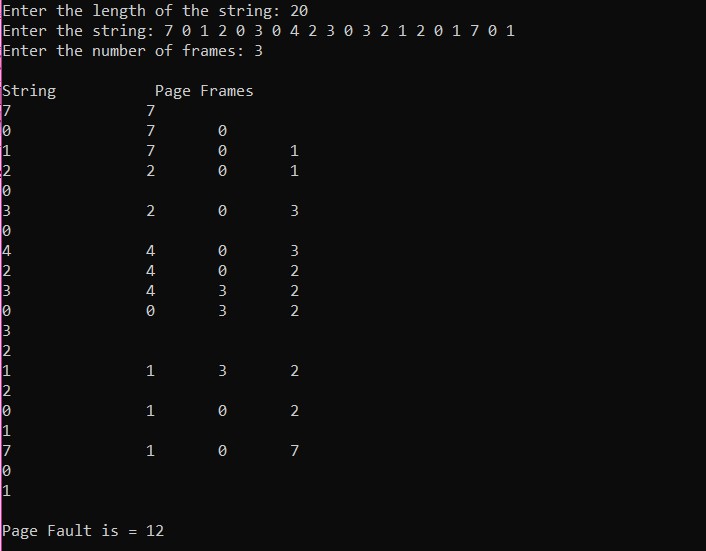 Enter the length of the string: 20
Enter the string: 7 0 1 2 0 3 0 4 2 3 0 3 2 1 2 0 1 7 0 1
Enter the number of frames: 3
String Page Frames
7 7
0 7 0
1 7 0 1
2 2 0 1
0
3 2 0 3
0
4 4 0 3
2 4 0 2
3 4 3 2
0 0 3 2
3
2
1 1 3 2
2
0 1 0 2
1
7 1 0 7
0
1
Page Fault is = 12